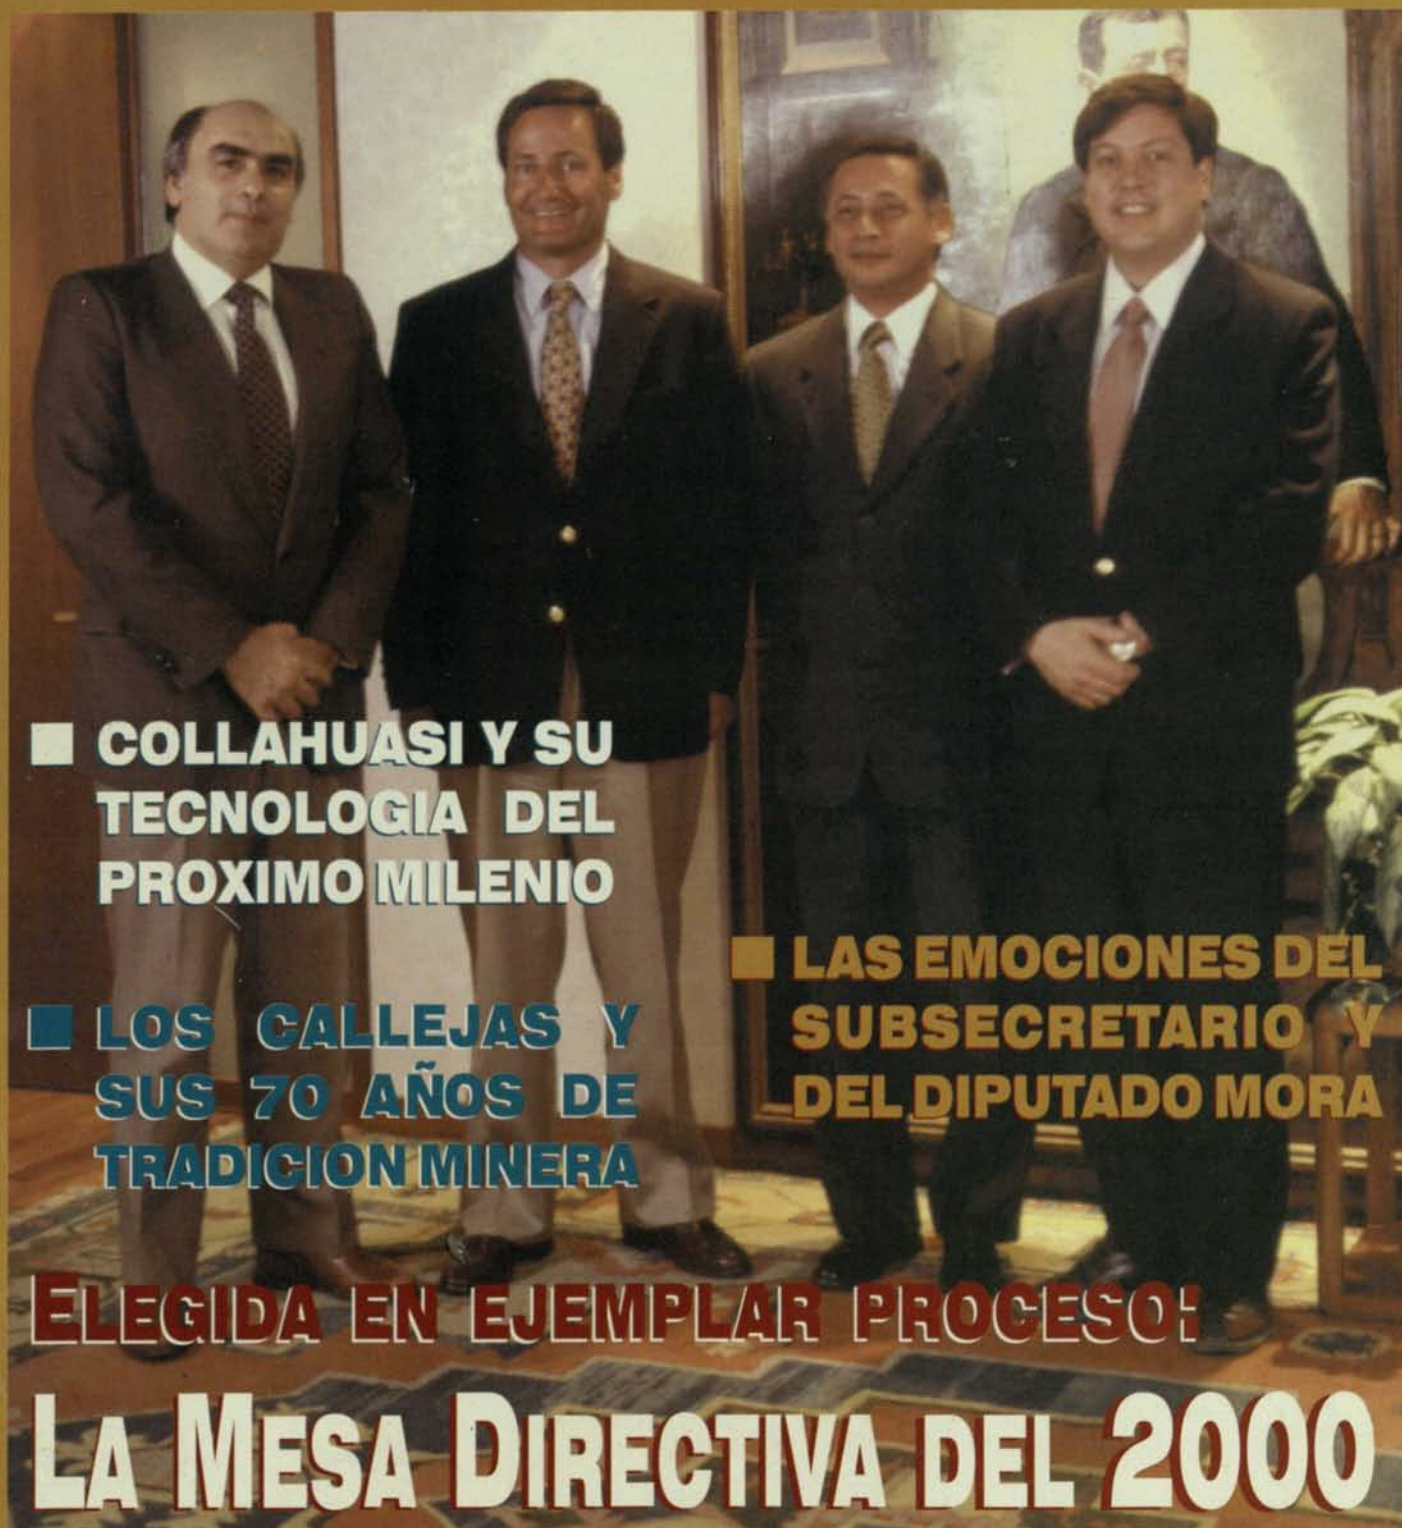 ■ COLLAHUASI Y SU
TECNOLOGIA DEL
PROXIMO MILENIO
■ LOS CALLEJAS Y
SUS 70 AÑOS DE
TRADICION MINERA
■ LAS EMOCIONES DEL
SUBSECRETARIO Y
DEL DIPUTADO MORA
ELEGIDA EN EJEMPLAR PROCESO:
LA MESA DIRECTIVA DEL 2000